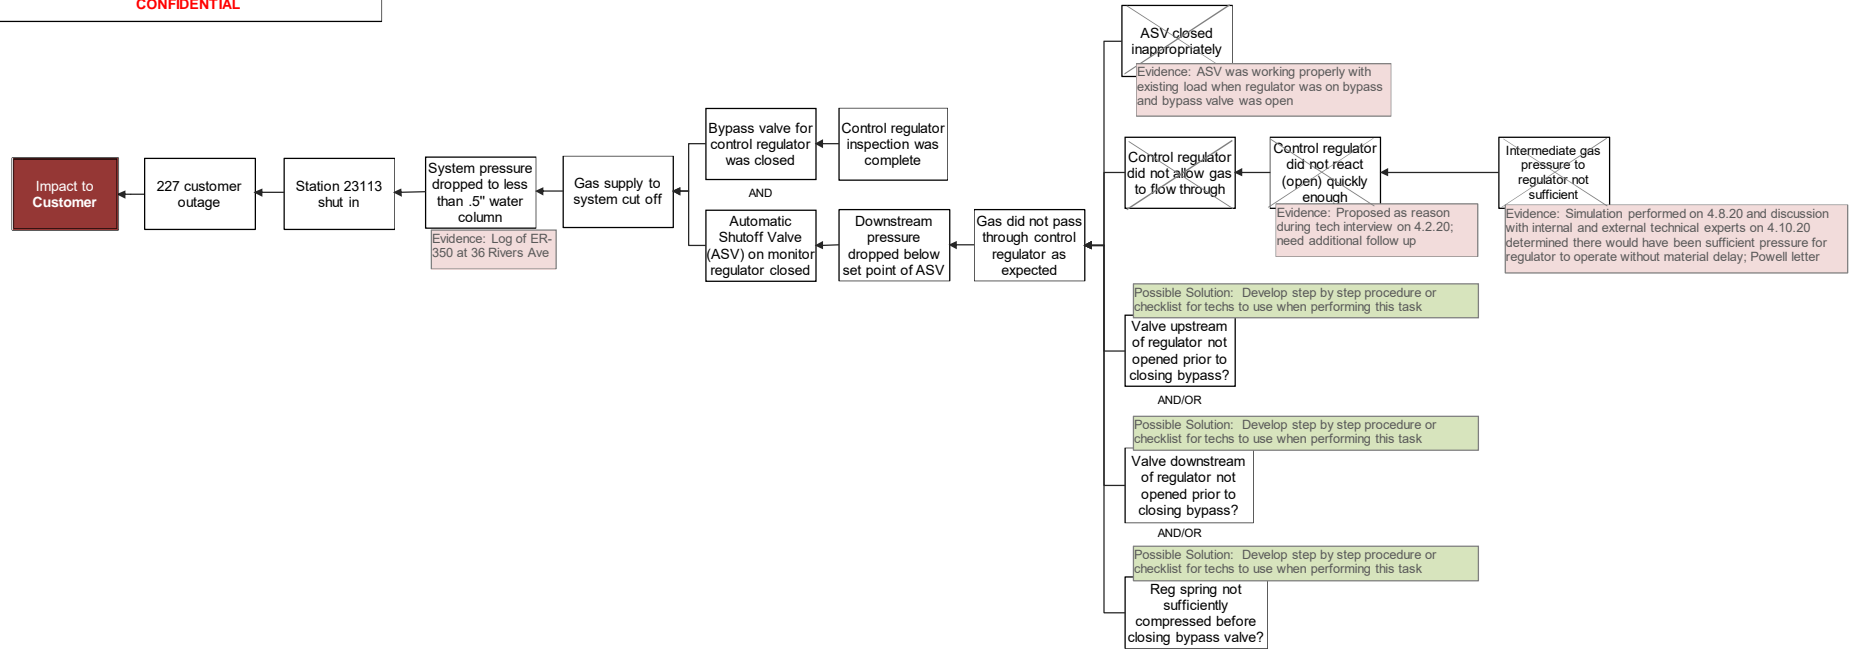 CONFIDENTIAL
Impact to
Customer
227 customer
outage
Station 23113
shut in
System pressure
dropped to less
than .5" water
column
Evidence: Log of ER-
350 at 36 Rivers Ave
Gas supply to
system cut off
Bypass valve for
control regulator
was closed
Control regulator
inspection was
complete
AND
Automatic
Shutoff Valve
(ASV) on monitor
regulator closed
Downstream
pressure
dropped below
set point of ASV
Gas did not pass
through control
regulator as
expected
ASV closed
inappropriately
Evidence: ASV was working properly with
existing load when regulator was on bypass
and bypass valve was open
Control regulator
did not allow gas
to flow through
Control regulator
did not react
(open) quickly
enough
Evidence: Proposed as reason
during tech interview on 4.2.20;
need additional follow up
Intermediate gas
pressure to
regulator not
sufficient
Evidence: Simulation performed on 4.8.20 and discussion
with internal and external technical experts on 4.10.20
determined there would have been sufficient pressure for
regulator to operate without material delay; Powell letter
Possible Solution: Develop step by step procedure or
checklist for techs to use when performing this task
Valve upstream
of regulator not
opened prior to
closing bypass?
AND/OR
Possible Solution: Develop step by step procedure or
checklist for techs to use when performing this task
Valve downstream
of regulator not
opened prior to
closing bypass?
AND/OR
Possible Solution: Develop step by step procedure or
checklist for techs to use when performing this task
Reg spring not
sufficiently
compressed before
closing bypass valve?